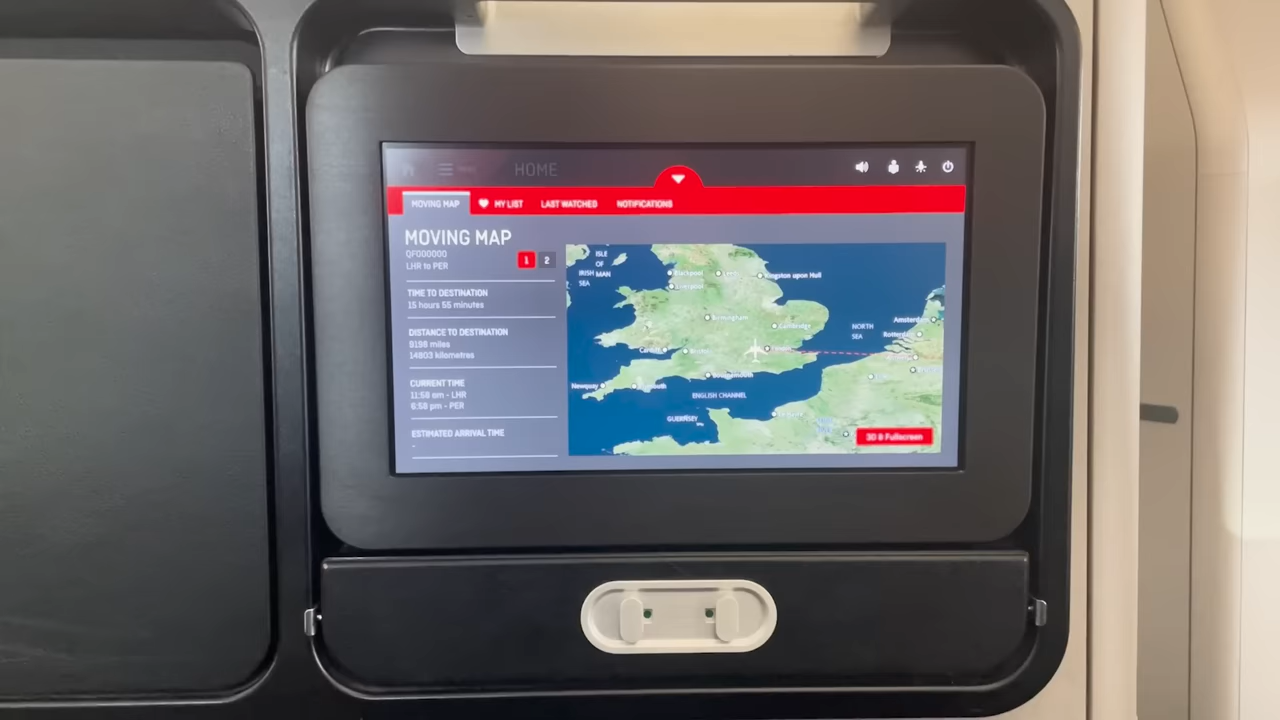 HOME
MOVING MAP
MY LIST
LAST WATCHED
NOTIFICATIONS
MOVING MAP
QF000000
LHR to PER
1
2
TIME TO DESTINATION
15 hours 55 minutes
DISTANCE TO DESTINATION
9198 miles
14803 kilometres
CURRENT TIME
11:58 am - LHR
6:58 pm - PER
ESTIMATED ARRIVAL TIME
-
ISLE
OF
MAN
IRISH
SEA
Blackpool
Leeds
Kingston upon Hull
Liverpool
Birmingham
Cambridge
NORTH
SEA
Amsterdam
Rotterdam
Cardiff
Bristol
Newquay
ENGLISH CHANNEL
GUERNSEY
3D & Fullscreen